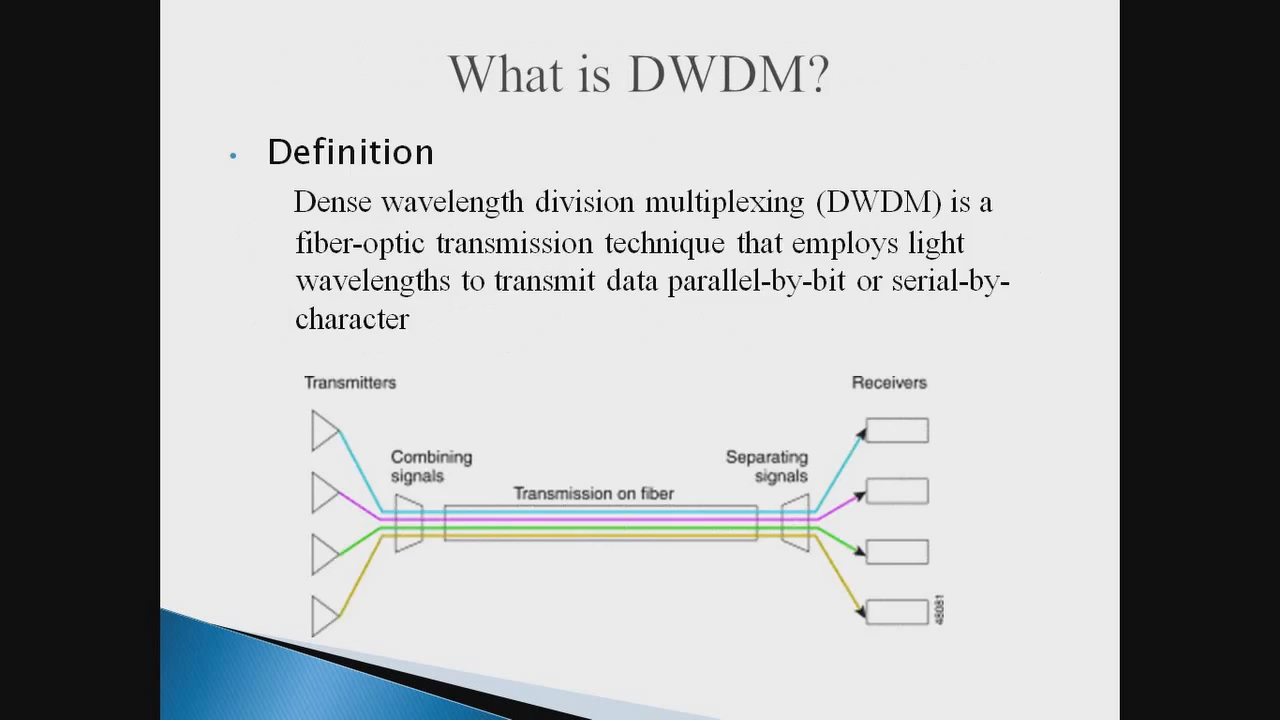 What is DWDM?
• Definition
Dense wavelength division multiplexing (DWDM) is a
fiber-optic transmission technique that employs light
wavelengths to transmit data parallel-by-bit or serial-by-
character
Transmitters
Receivers
Combining
signals
Separating
signals
Transmission on fiber
48081